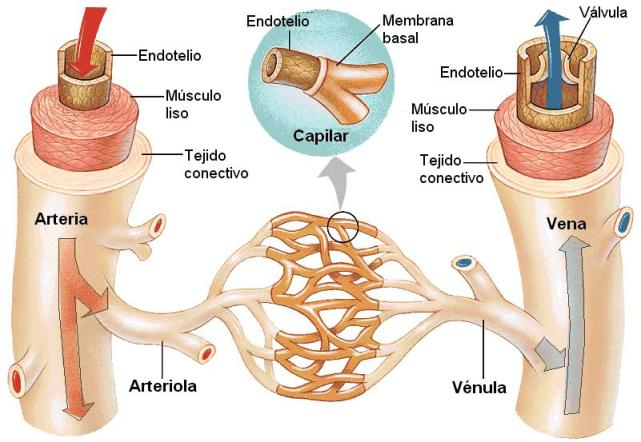 Endotelio
Músculo
liso
Tejido
conectivo
Arteria
Arteriola
Endotelio
Membrana
basal
Capilar
Válvula
Endotelio
Músculo
liso
Tejido
conectivo
Vena
Vénula